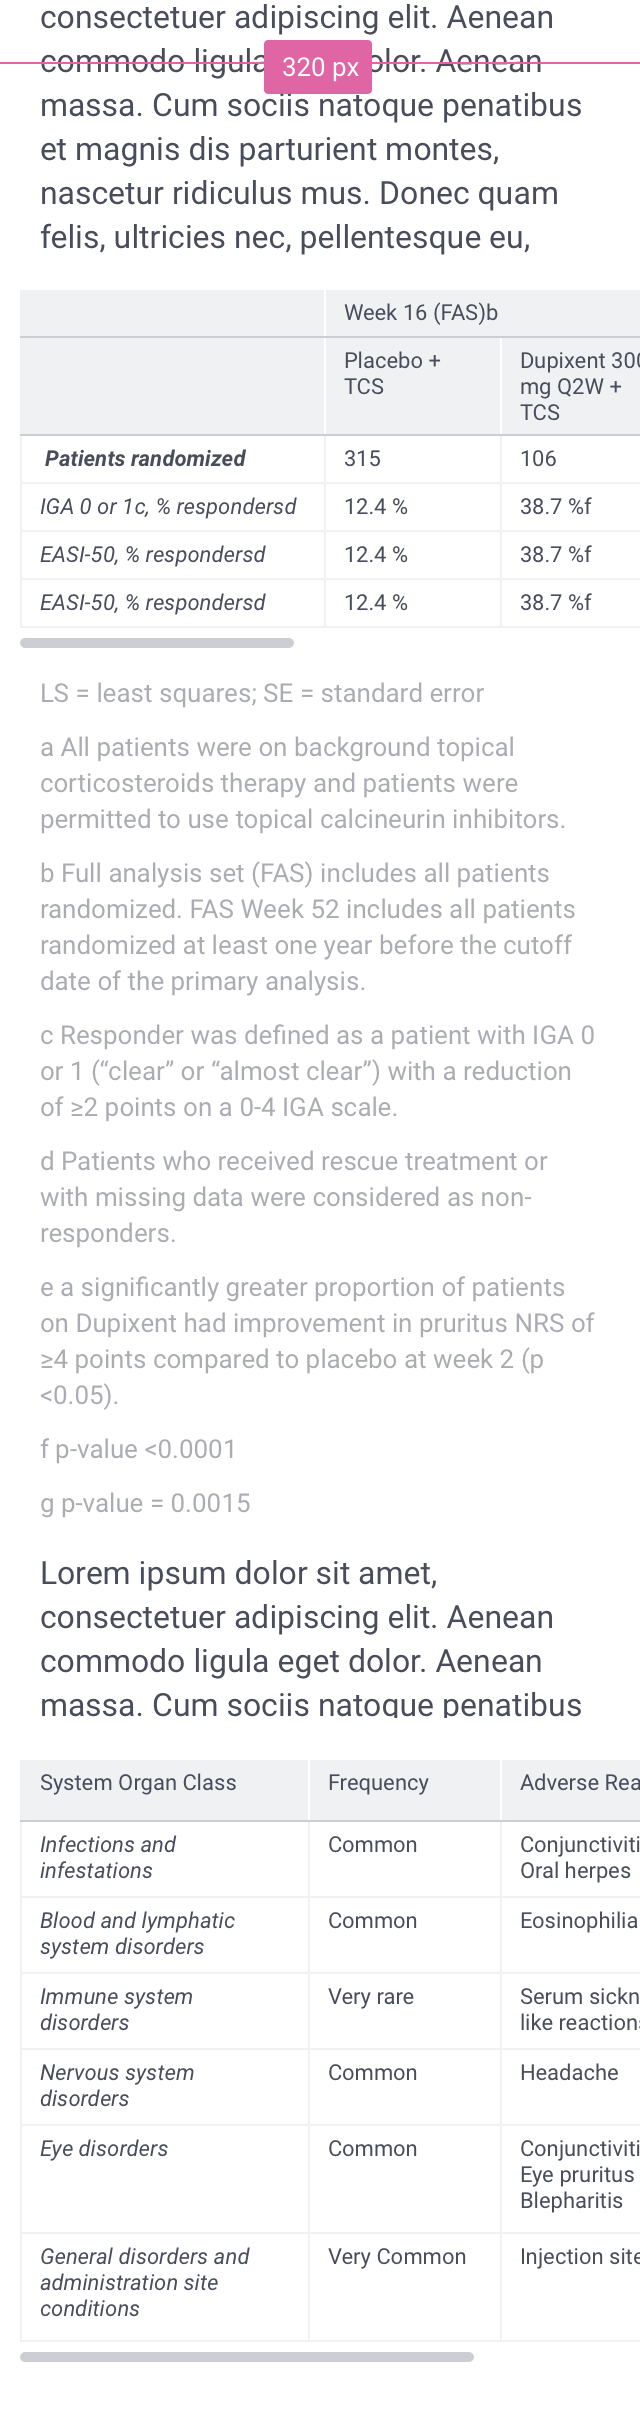 consectetuer adipiscing elit. Aenean
commodo ligula olor. Aenean
320 px
massa. Cum sociis natoque penatibus
et magnis dis parturient montes,
nascetur ridiculus mus. Donec quam
felis, ultricies nec, pellentesque eu,
Week 16 (FAS)b
Placebo + TCS
Dupixent 300 mg Q2W + TCS
Patients randomized 315 106
IGA 0 or 1c, % respondersd 12.4 % 38.7 %f
EASI-50, % respondersd 12.4 % 38.7 %f
EASI-50, % respondersd 12.4 % 38.7 %f
LS = least squares; SE = standard error
a All patients were on background topical
corticosteroids therapy and patients were
permitted to use topical calcineurin inhibitors.
b Full analysis set (FAS) includes all patients
randomized. FAS Week 52 includes all patients
randomized at least one year before the cutoff
date of the primary analysis.
c Responder was defined as a patient with IGA 0
or 1 (“clear” or “almost clear”) with a reduction
of ≥2 points on a 0-4 IGA scale.
d Patients who received rescue treatment or
with missing data were considered as non-
responders.
e a significantly greater proportion of patients
on Dupixent had improvement in pruritus NRS of
≥4 points compared to placebo at week 2 (p
<0.05).
f p-value <0.0001
g p-value = 0.0015
Lorem ipsum dolor sit amet,
consectetuer adipiscing elit. Aenean
commodo ligula eget dolor. Aenean
massa. Cum sociis natoque penatibus
System Organ Class Frequency Adverse Rea
Infections and Common Conjunctiviti
infestations Oral herpes
Blood and lymphatic Common Eosinophilia
system disorders
Immune system Very rare Serum sickn
disorders like reactions
Nervous system Common Headache
disorders
Eye disorders Common Conjunctiviti
Eye pruritus
Blepharitis
General disorders and Very Common Injection site
administration site
conditions